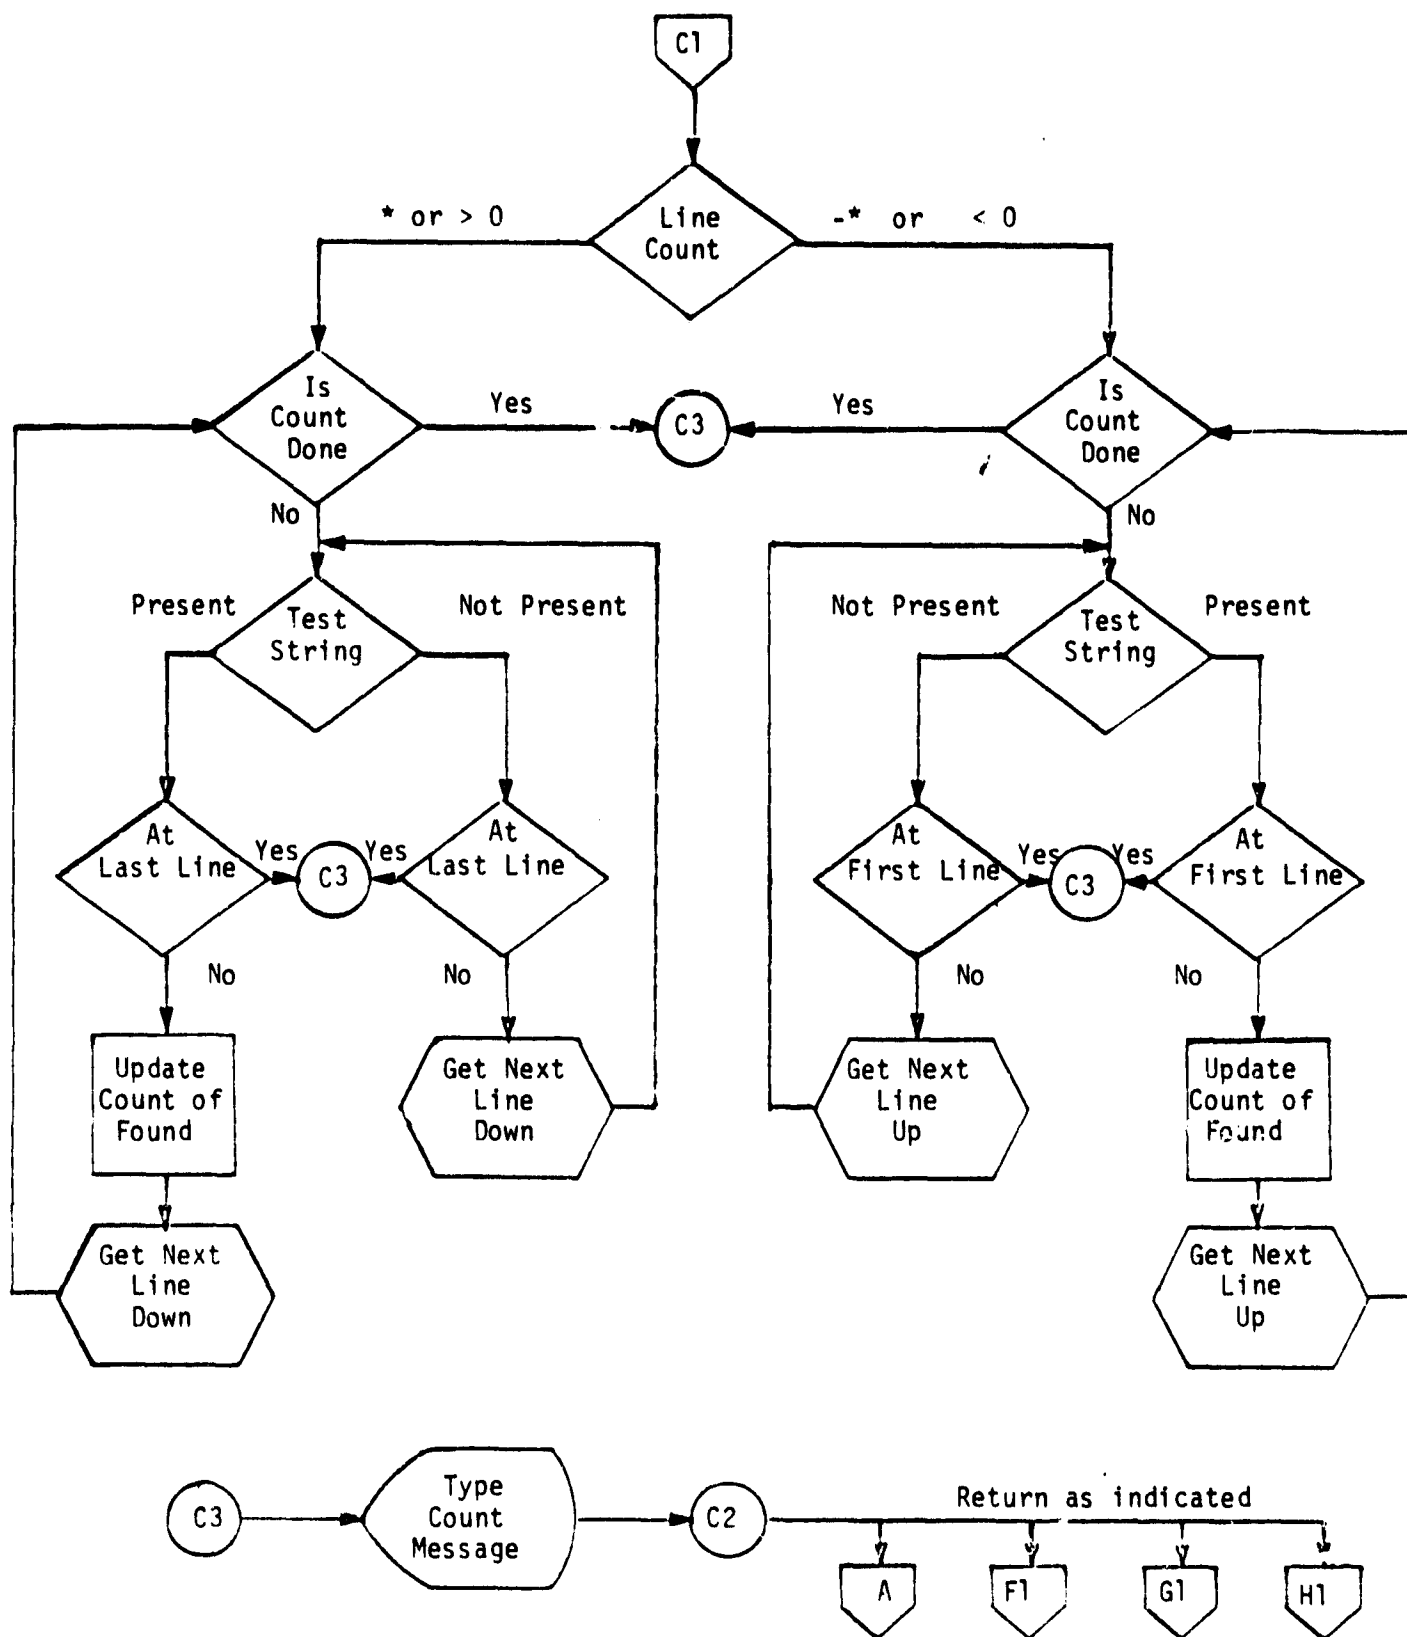 C1
* or > 0
Line
Count
-* or < 0
Is
Count
Done
Yes
C3
Yes
Is
Count
Done
No
No
Present
Test
String
Not Present
Not Present
Test
String
Present
At
Last Line
Yes
C3
Yes
At
Last Line
At
First Line
Yes
C3
Yes
At
First Line
No
No
No
No
Update
Count of
Found
Get Next
Line
Down
Get Next
Line
Up
Update
Count of
Found
Get Next
Line
Down
Get Next
Line
Up
C3
Type
Count
Message
C2
Return as indicated
A
F1
G1
H1